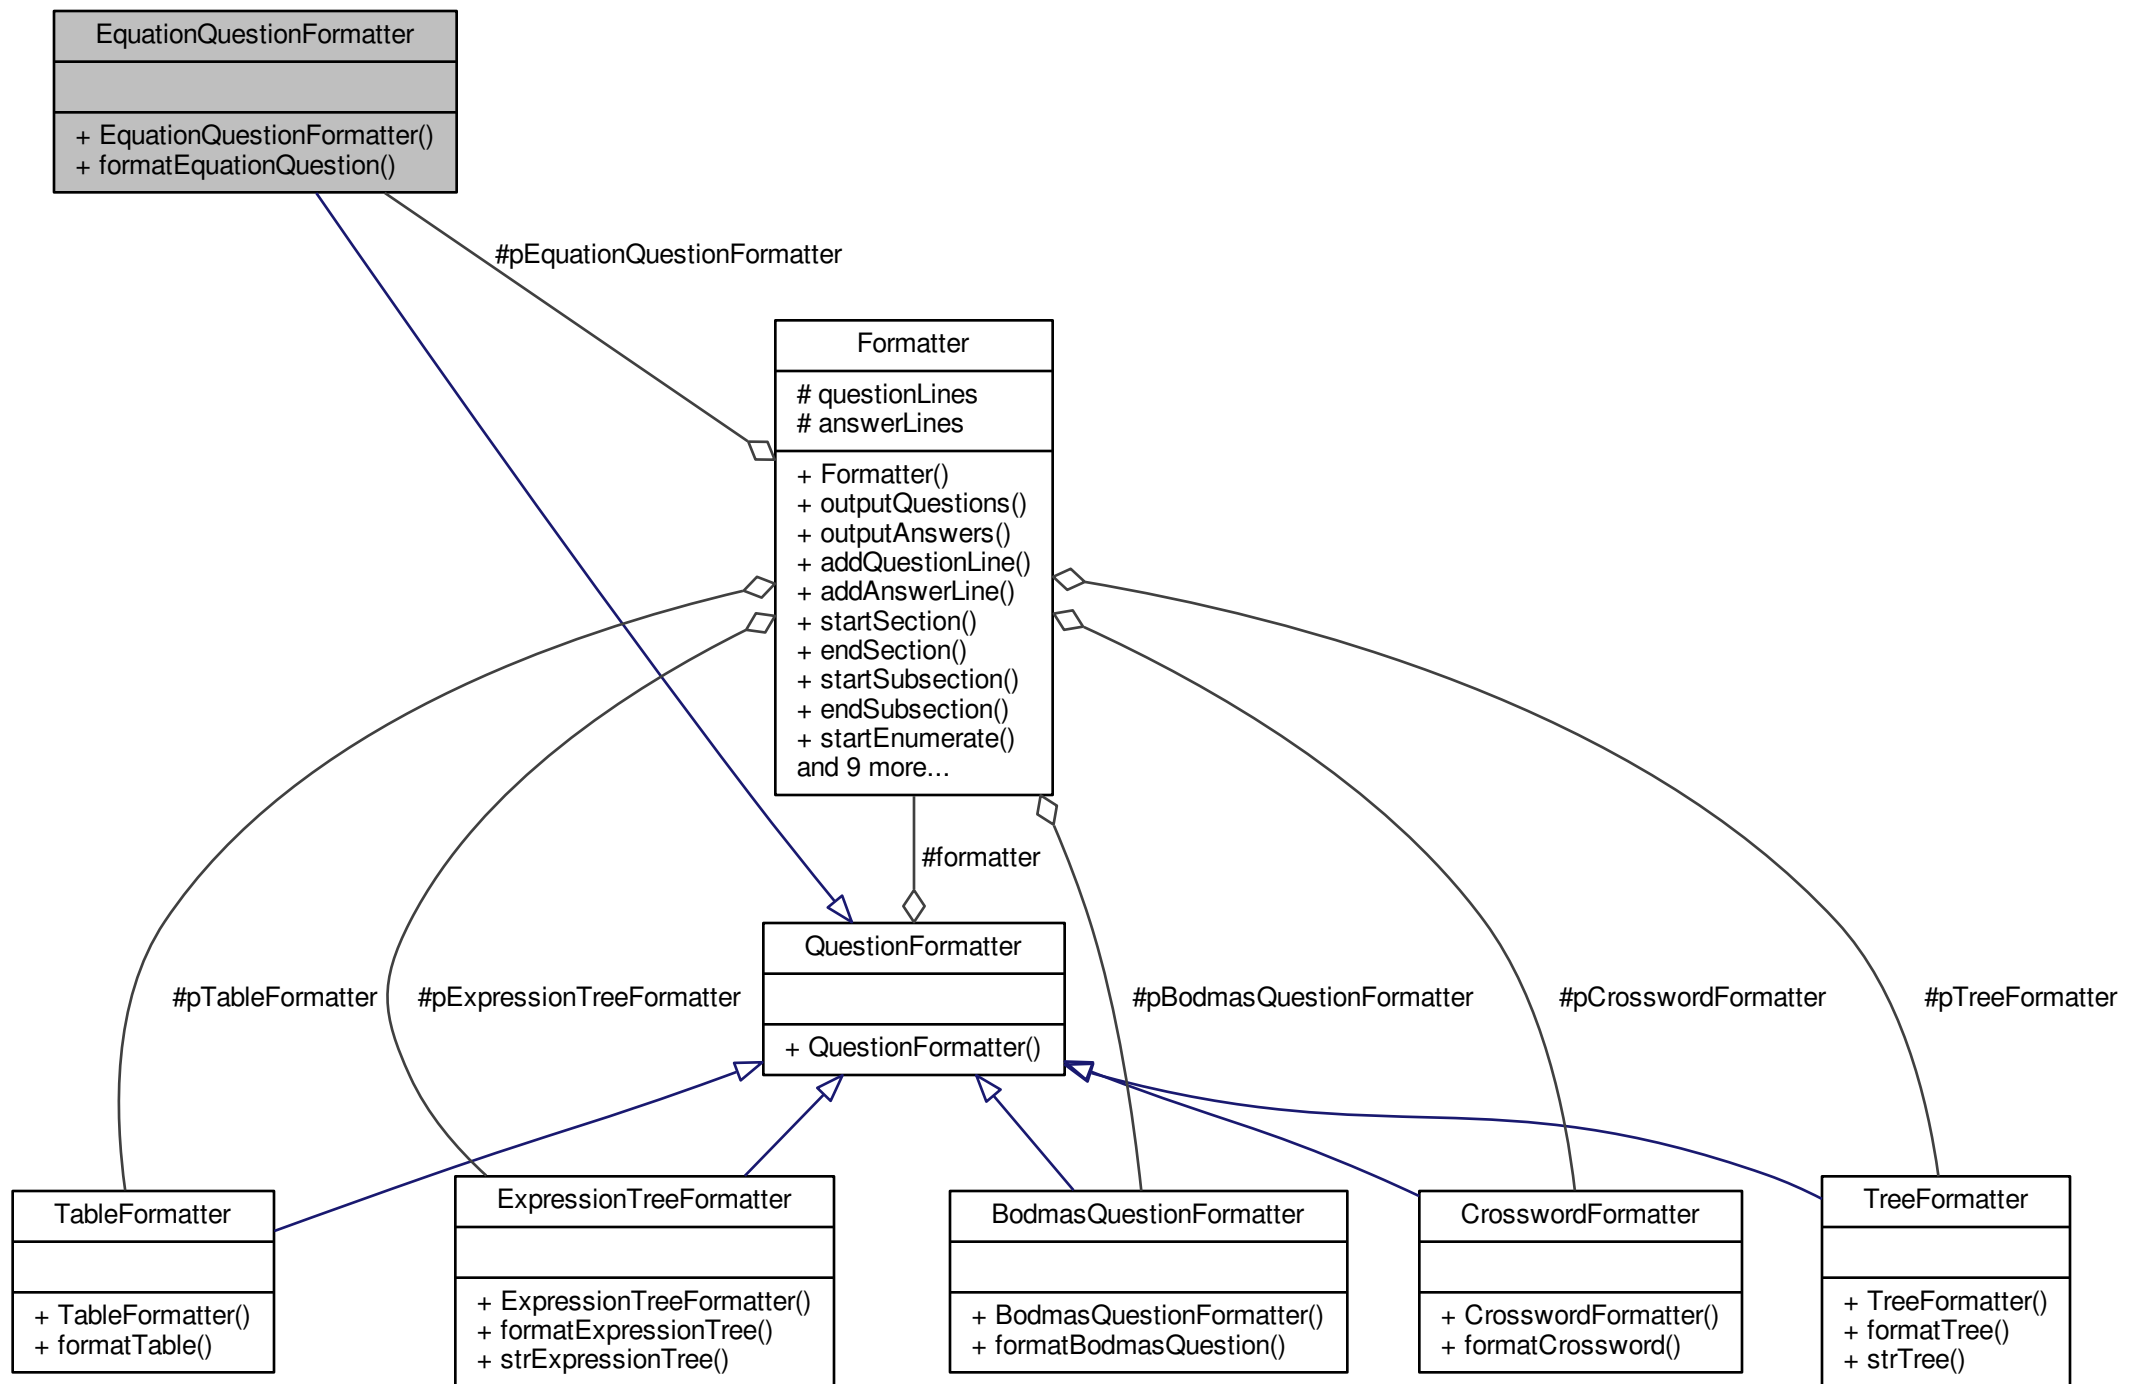 EquationQuestionFormatter
+ EquationQuestionFormatter()
+ formatEquationQuestion()
#pEquationQuestionFormatter
Formatter
# questionLines
# answerLines
+ Formatter()
+ outputQuestions()
+ outputAnswers()
+ addQuestionLine()
+ addAnswerLine()
+ startSection()
+ endSection()
+ startSubsection()
+ endSubsection()
+ startEnumerate()
and 9 more...
#formatter
QuestionFormatter
+ QuestionFormatter()
#pTableFormatter
#pExpressionTreeFormatter
#pBodmasQuestionFormatter
#pCrosswordFormatter
#pTreeFormatter
TableFormatter
+ TableFormatter()
+ formatTable()
ExpressionTreeFormatter
+ ExpressionTreeFormatter()
+ formatExpressionTree()
+ strExpressionTree()
BodmasQuestionFormatter
+ BodmasQuestionFormatter()
+ formatBodmasQuestion()
CrosswordFormatter
+ CrosswordFormatter()
+ formatCrossword()
TreeFormatter
+ TreeFormatter()
+ formatTree()
+ strTree()